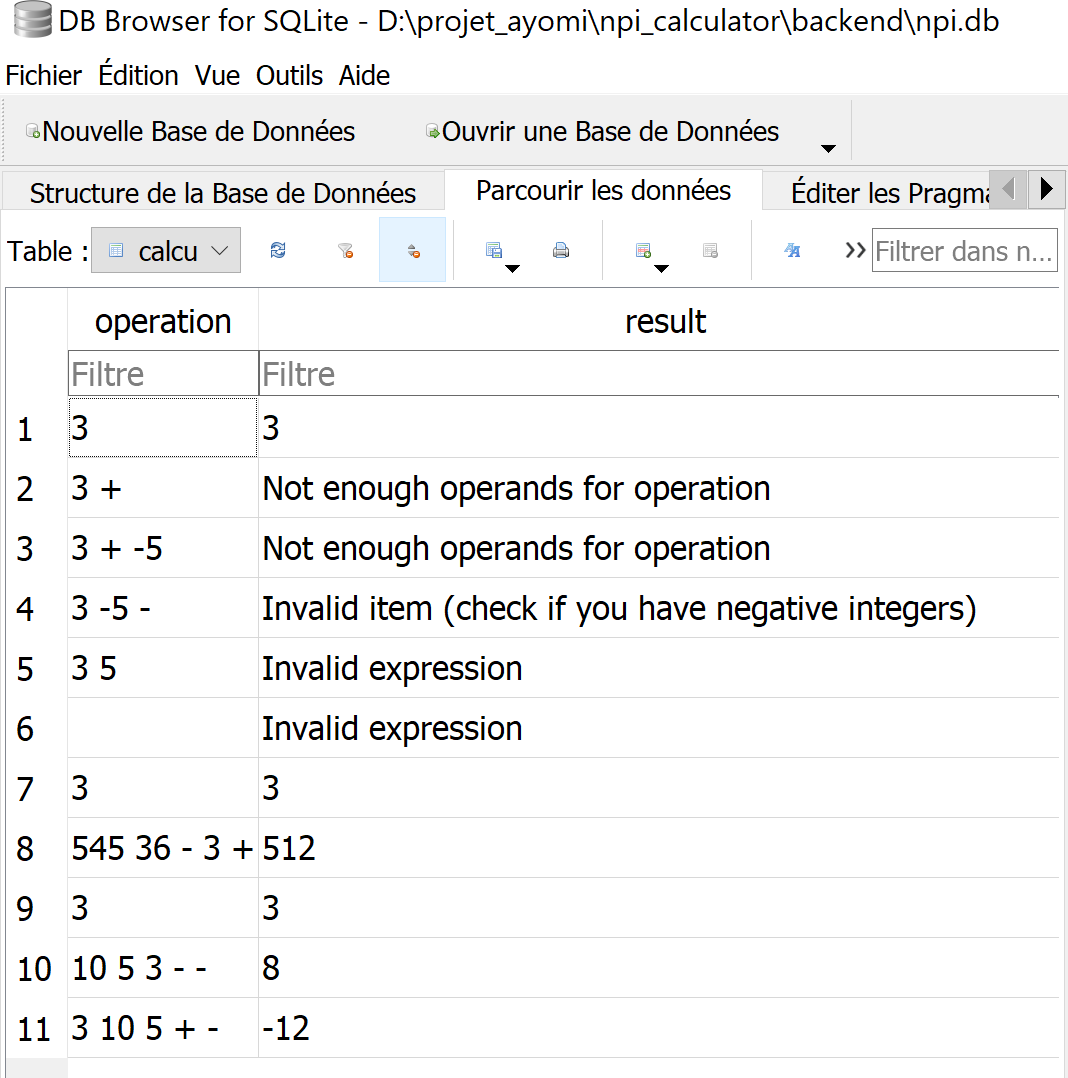 DB Browser for SQLite - D:\projet_ayomi\npi_calculator\backend\npi.db
Fichier Édition Vue Outils Aide
Nouvelle Base de Données Ouvrir une Base de Données
Structure de la Base de Données Parcourir les données Éditer les Pragma
Table : calcu Filtrer dans n...
operation result
Filtre Filtre
1 3 3
2 3 + Not enough operands for operation
3 3 + -5 Not enough operands for operation
4 3 -5 - Invalid item (check if you have negative integers)
5 3 5 Invalid expression
6 Invalid expression
7 3 3
8 545 36 - 3 + 512
9 3 3
10 10 5 3 - - 8
11 3 10 5 + - -12